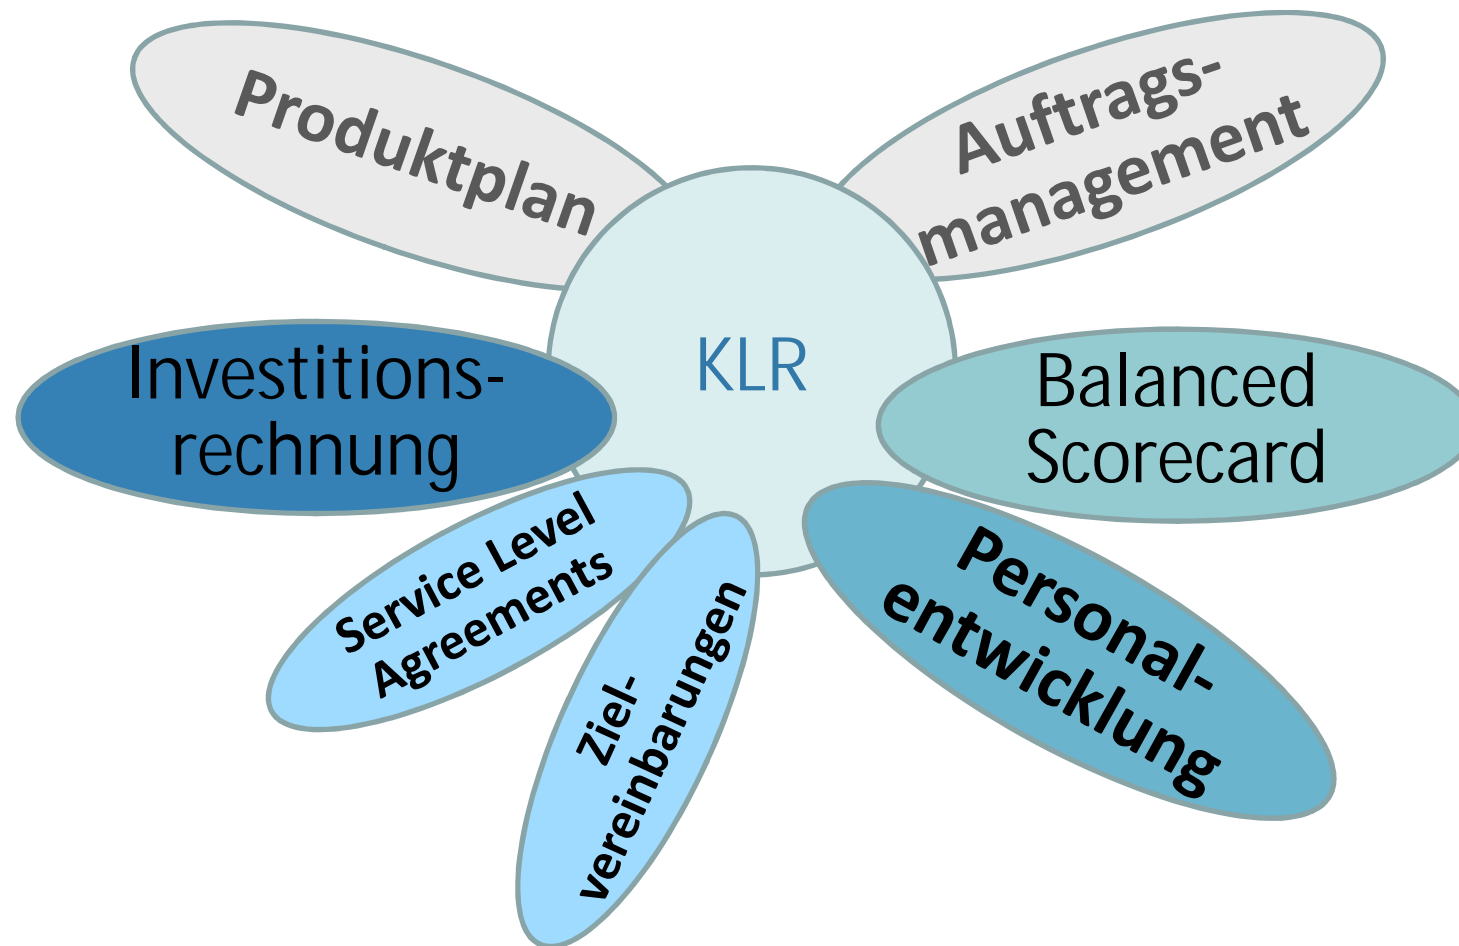 Produktplan
Auftrags-
management
KLR
Investitions-
rechnung
Balanced
Scorecard
Service Level
Agreements
Ziel-
vereinbarungen
Personal-
entwicklung